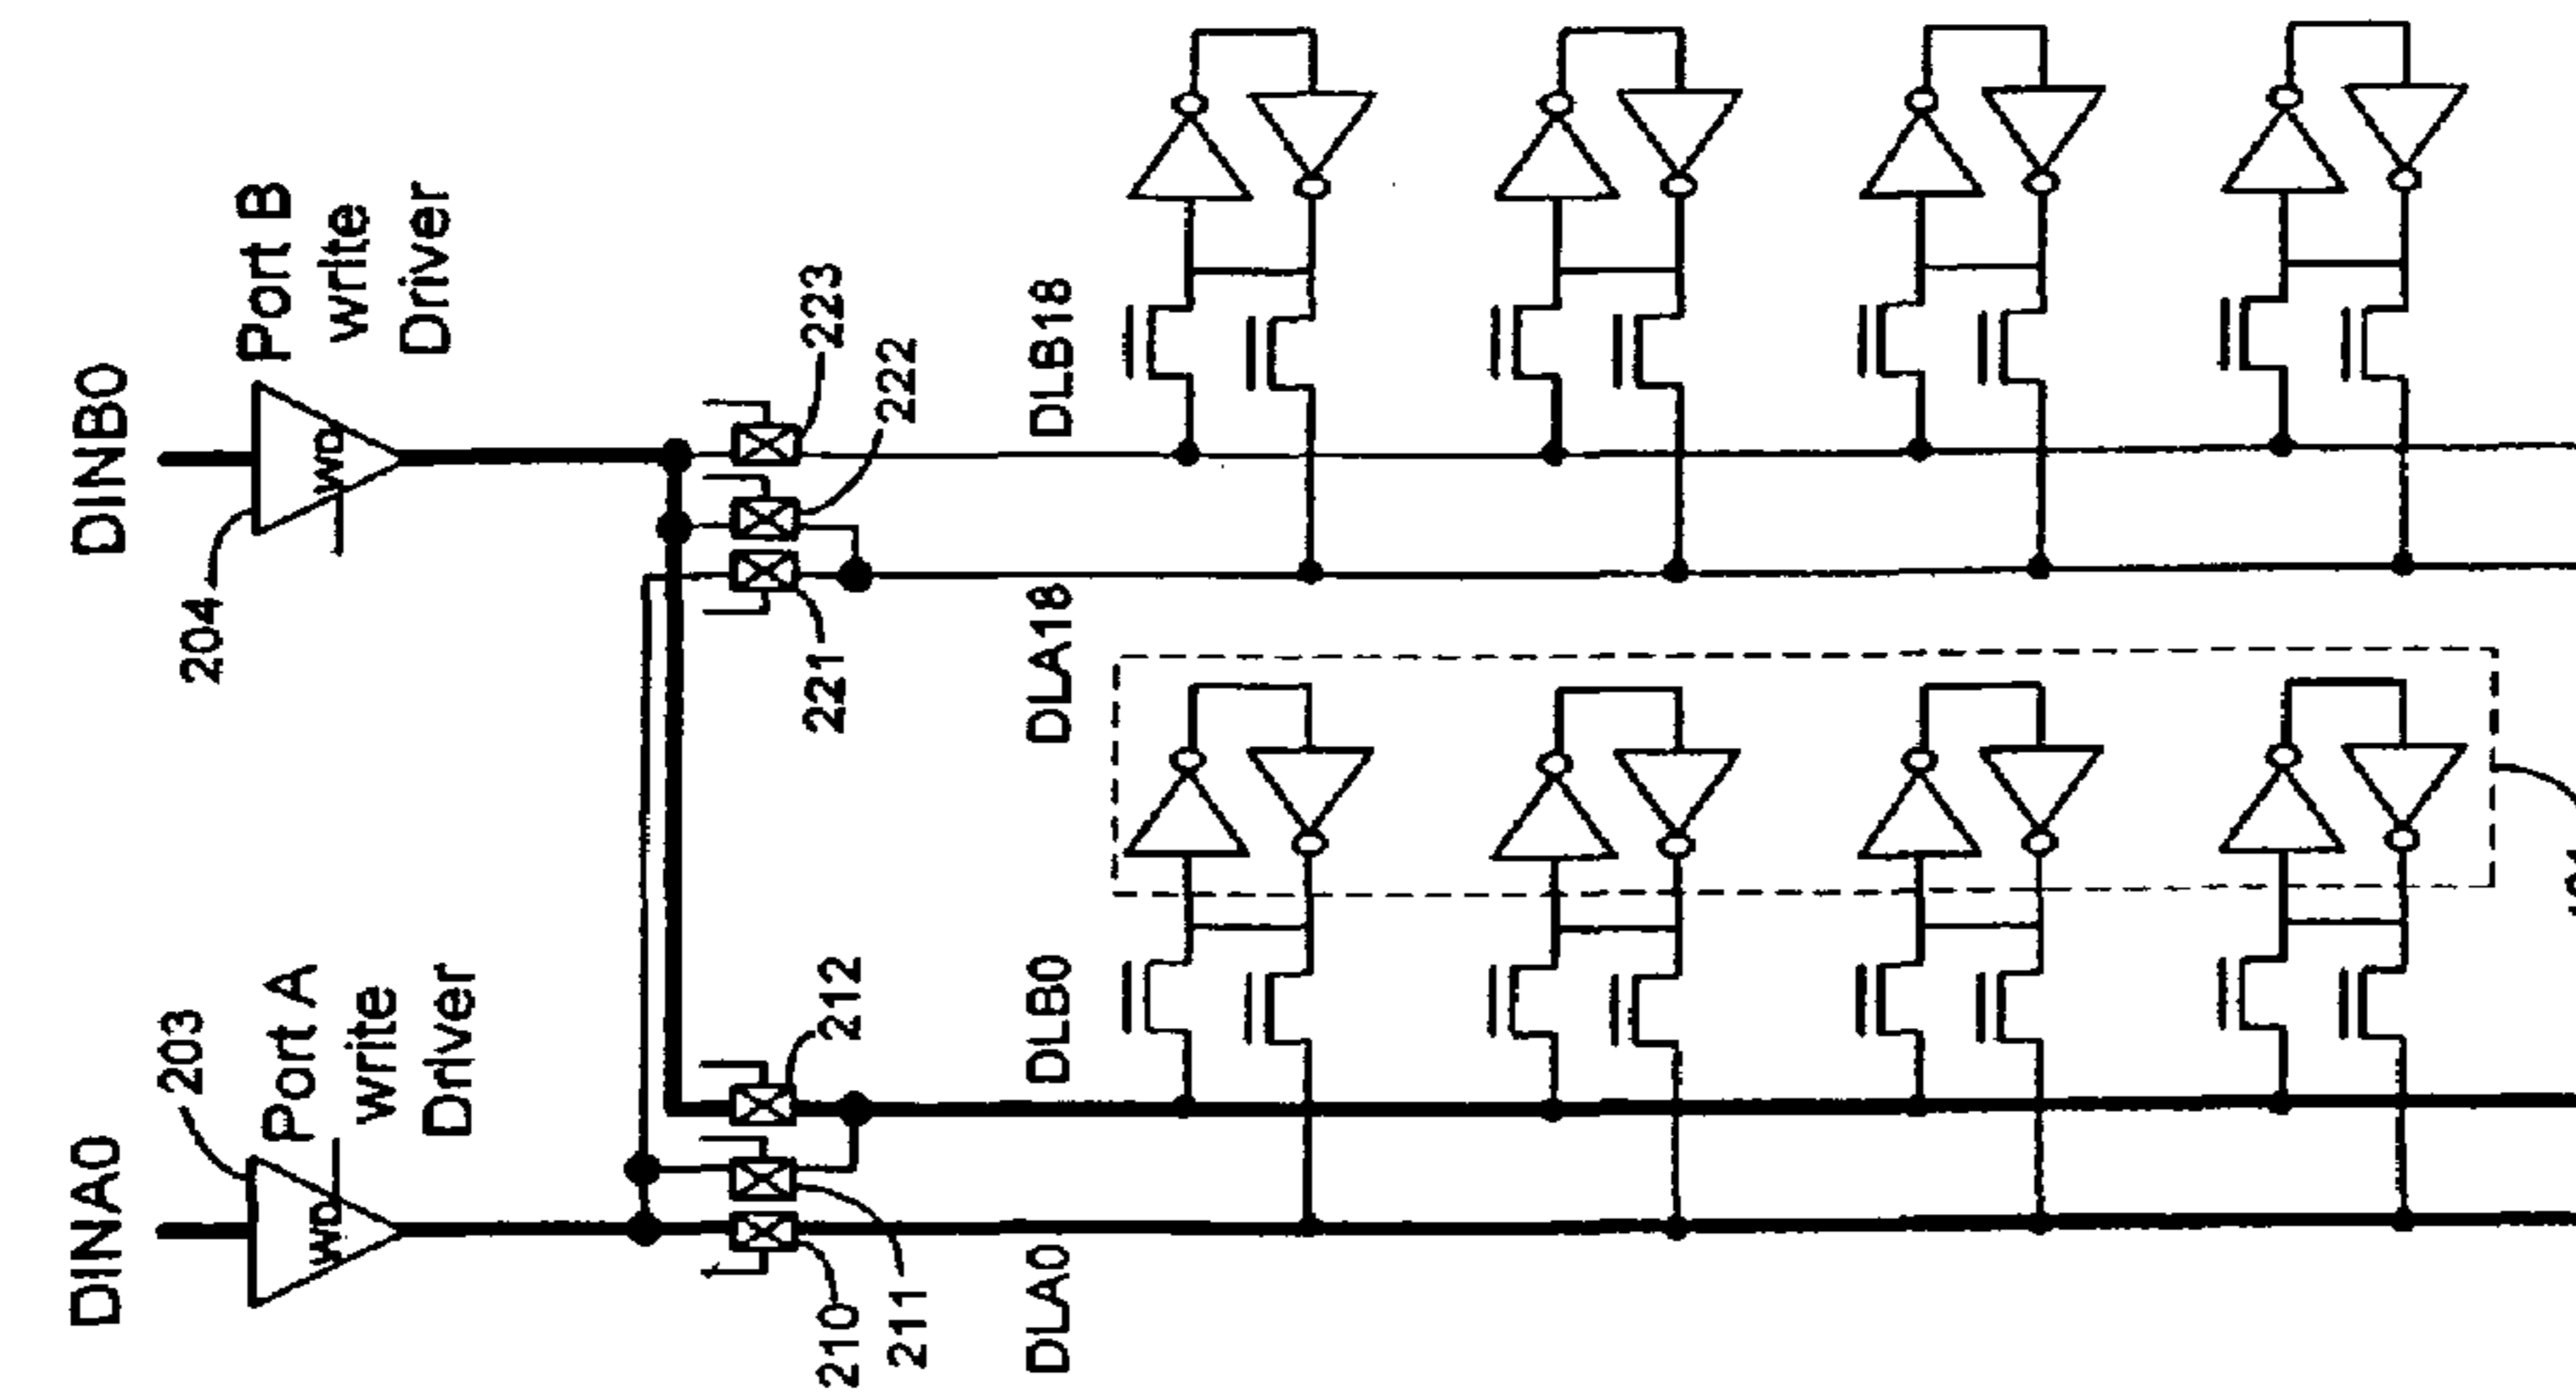 DINB0
204
WD
Port B
write
Driver
223
222
221
DLB18
DLA18
DINA0
203
WD
Port A
write
Driver
212
211
210
DLB0
DLA0